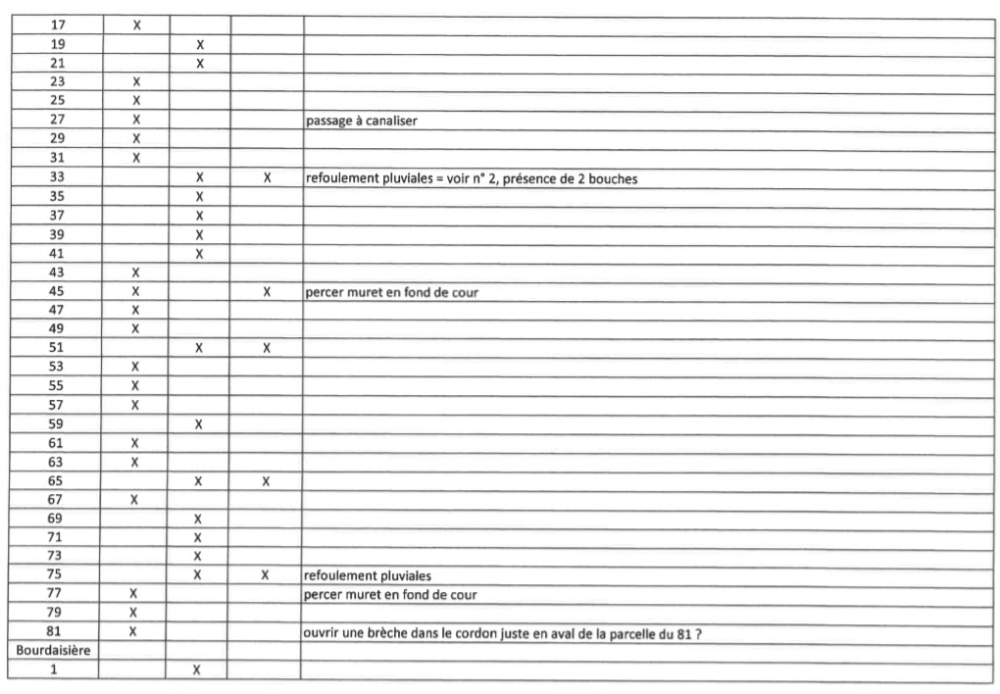 17 X
19 X
21 X
23 X
25 X
27 X passage à canaliser
29 X
31 X
33 X X refoulement pluviales = voir n° 2, présence de 2 bouches
35 X
37 X
39 X
41 X
43 X
45 X X percer muret en fond de cour
47 X
49 X
51 X X
53 X
55 X
57 X
59 X
61 X
63 X
65 X X
67 X
69 X
71 X
73 X
75 X X refoulement pluviales
77 X percer muret en fond de cour
79 X
81 X ouvrir une brèche dans le cordon juste en aval de la parcelle du 81 ?
Bourdaisière
1 X